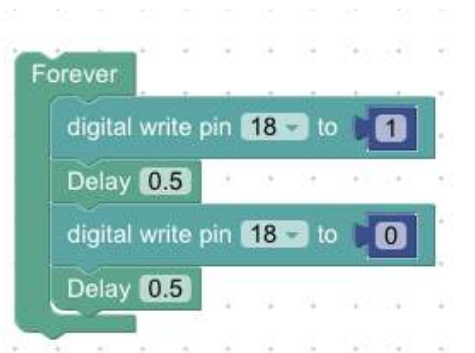 Forever
digital write pin 18 to 1
Delay 0.5
digital write pin 18 to 0
Delay 0.5